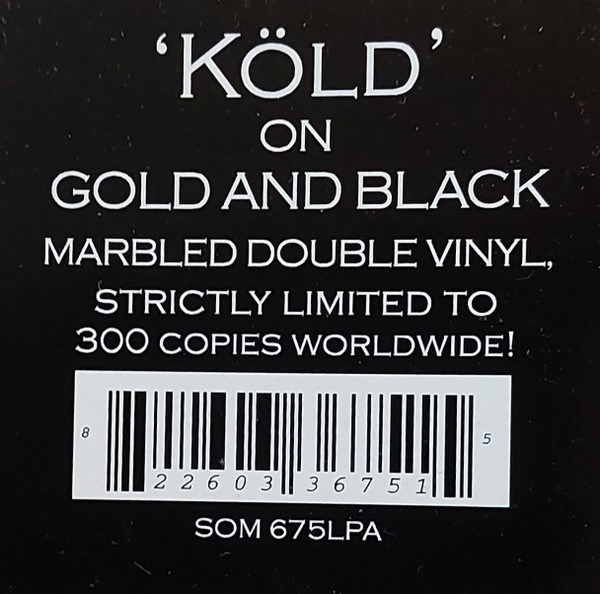 ‘KÖLD’
ON
GOLD AND BLACK
MARBLED DOUBLE VINYL,
STRICTLY LIMITED TO
300 COPIES WORLDWIDE!
8 22603 36751 5
SOM 675LPA